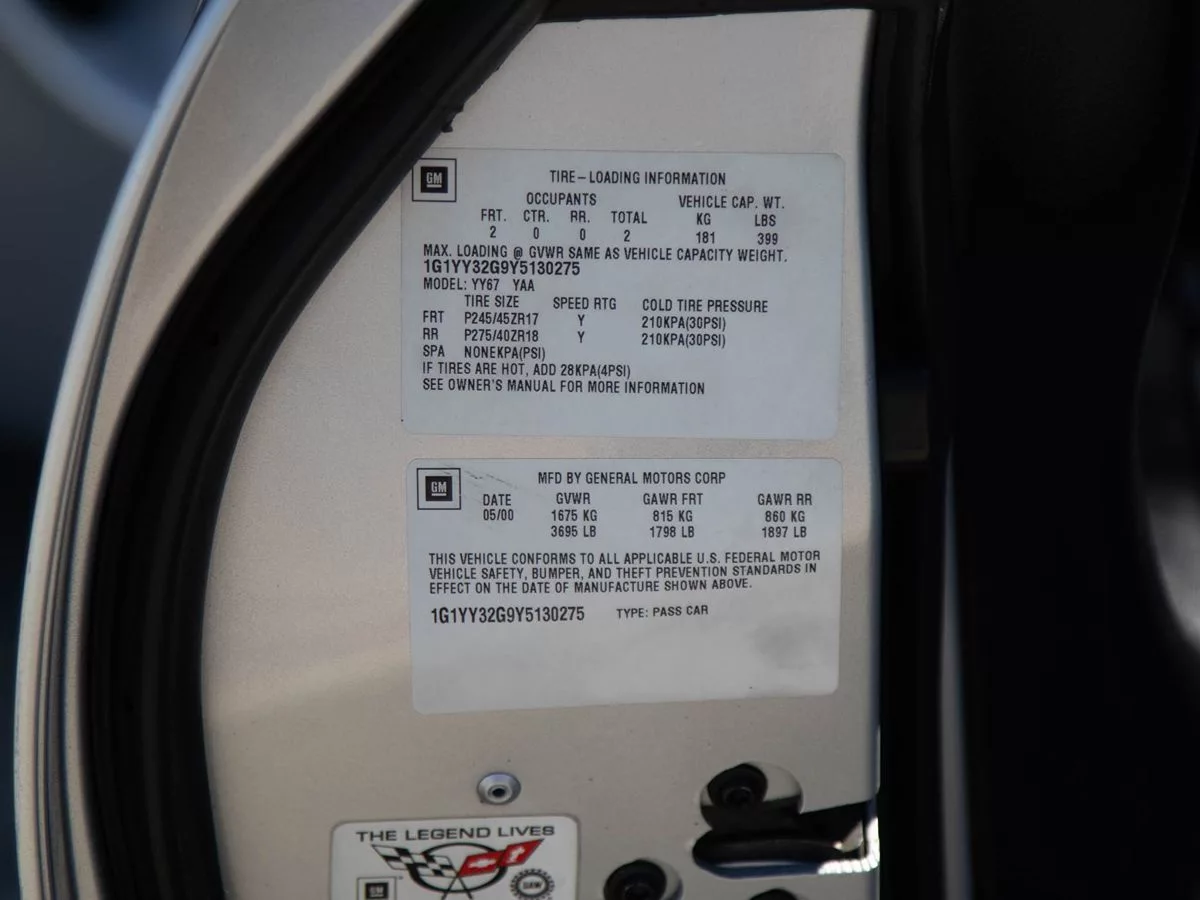 GM
TIRE-LOADING INFORMATION
OCCUPANTS VEHICLE CAP. WT.
FRT. CTR. RR. TOTAL KG LBS
2 0 0 2 181 399
MAX. LOADING @ GVWR SAME AS VEHICLE CAPACITY WEIGHT.
1G1YY32G9Y5130275
MODEL: YY67 YAA
TIRE SIZE SPEED RTG COLD TIRE PRESSURE
FRT P245/45ZR17 Y 210KPA(30PSI)
RR P275/40ZR18 Y 210KPA(30PSI)
SPA NONEKPA(PSI)
IF TIRES ARE HOT, ADD 28KPA(4PSI)
SEE OWNER'S MANUAL FOR MORE INFORMATION
GM
MFD BY GENERAL MOTORS CORP
DATE GVWR GAWR FRT GAWR RR
05/00 1675 KG 815 KG 860 KG
3695 LB 1798 LB 1897 LB
THIS VEHICLE CONFORMS TO ALL APPLICABLE U.S. FEDERAL MOTOR
VEHICLE SAFETY, BUMPER, AND THEFT PREVENTION STANDARDS IN
EFFECT ON THE DATE OF MANUFACTURE SHOWN ABOVE.
1G1YY32G9Y5130275 TYPE: PASS CAR
THE LEGEND LIVES
GM UAW